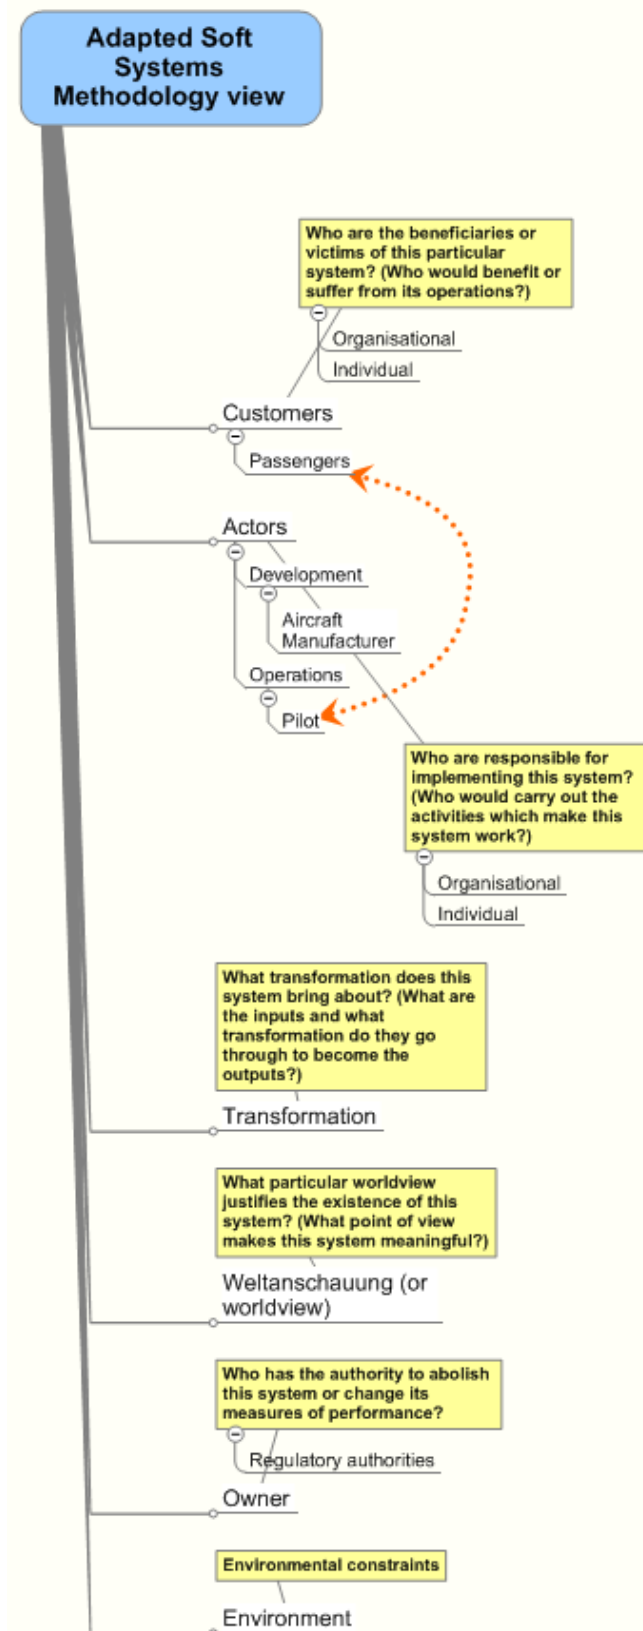 Adapted Soft
Systems
Methodology view
Who are the beneficiaries or
victims of this particular
system? (Who would benefit or
suffer from its operations?)
Organisational
Individual
Customers
Passengers
Actors
Development
Aircraft
Manufacturer
Operations
Pilot
Who are responsible for
implementing this system?
(Who would carry out the
activities which make this
system work?)
Organisational
Individual
What transformation does this
system bring about? (What are
the inputs and what
transformation do they go
through to become the
outputs?)
Transformation
What particular worldview
justifies the existence of this
system? (What point of view
makes this system meaningful?)
Weltanschauung (or
worldview)
Who has the authority to abolish
this system or change its
measures of performance?
Regulatory authorities
Owner
Environmental constraints
Environment